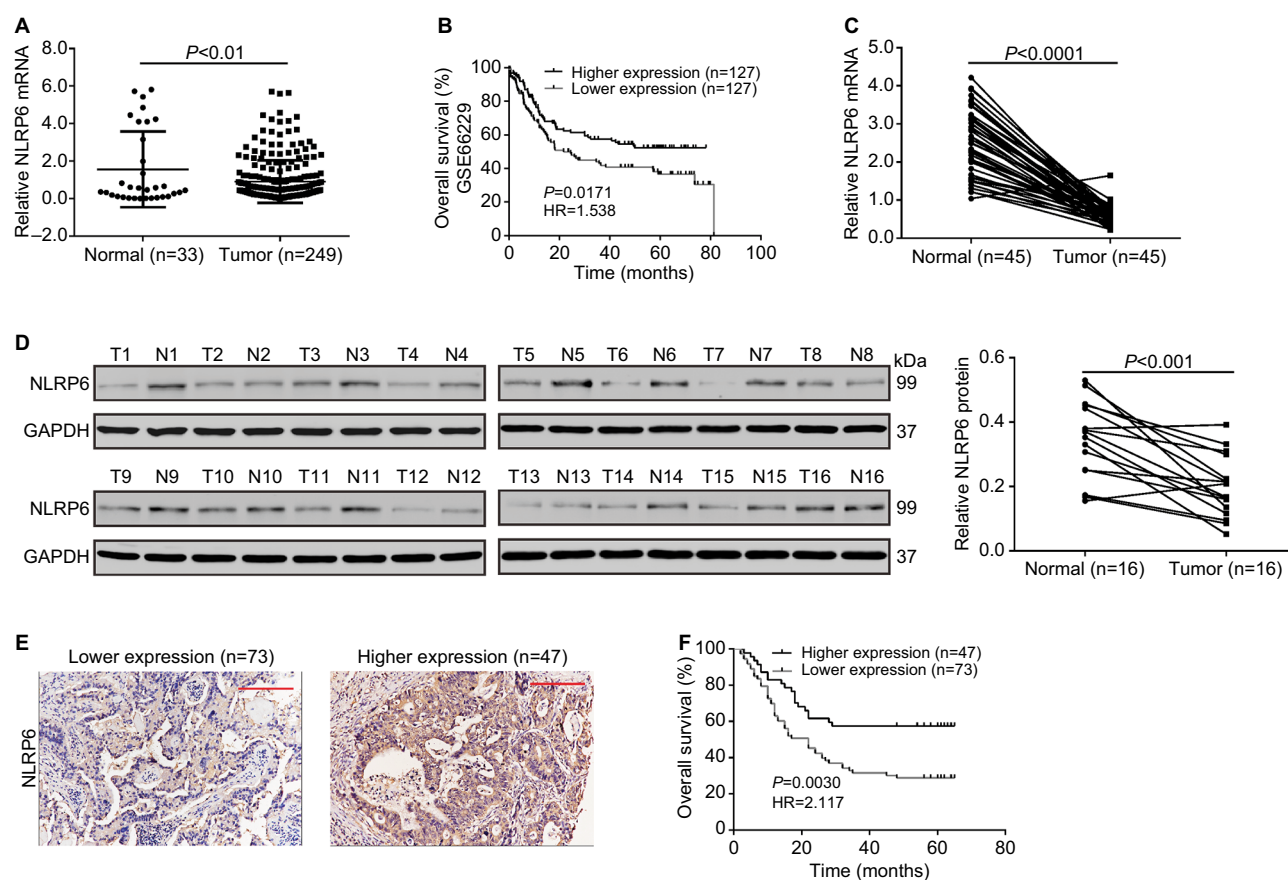 A
Relative NLRP6 mRNA
8.0
6.0
4.0
2.0
0.0
–2.0
P<0.01
Normal (n=33)
Tumor (n=249)
B
Overall survival (%)
GSE66229
100
80
60
40
30
0
Higher expression (n=127)
Lower expression (n=127)
P=0.0171
HR=1.538
0 20 40 60 80 100
Time (months)
C
Relative NLRP6 mRNA
5.0
4.0
3.0
2.0
1.0
0.0
P<0.0001
Normal (n=45)
Tumor (n=45)
D
T1 N1 T2 N2 T3 N3 T4 N4
T5 N5 T6 N6 T7 N7 T8 N8
kDa
NLRP6
99
GAPDH
37
T9 N9 T10 N10 T11 N11 T12 N12
T13 N13 T14 N14 T15 N15 T16 N16
NLRP6
99
GAPDH
37
Relative NLRP6 protein
0.6
0.4
0.2
0.0
P<0.001
Normal (n=16)
Tumor (n=16)
E
Lower expression (n=73)
Higher expression (n=47)
NLRP6
F
Overall survival (%)
100
80
60
40
20
0
Higher expression (n=47)
Lower expression (n=73)
P=0.0030
HR=2.117
0 20 40 60 80
Time (months)